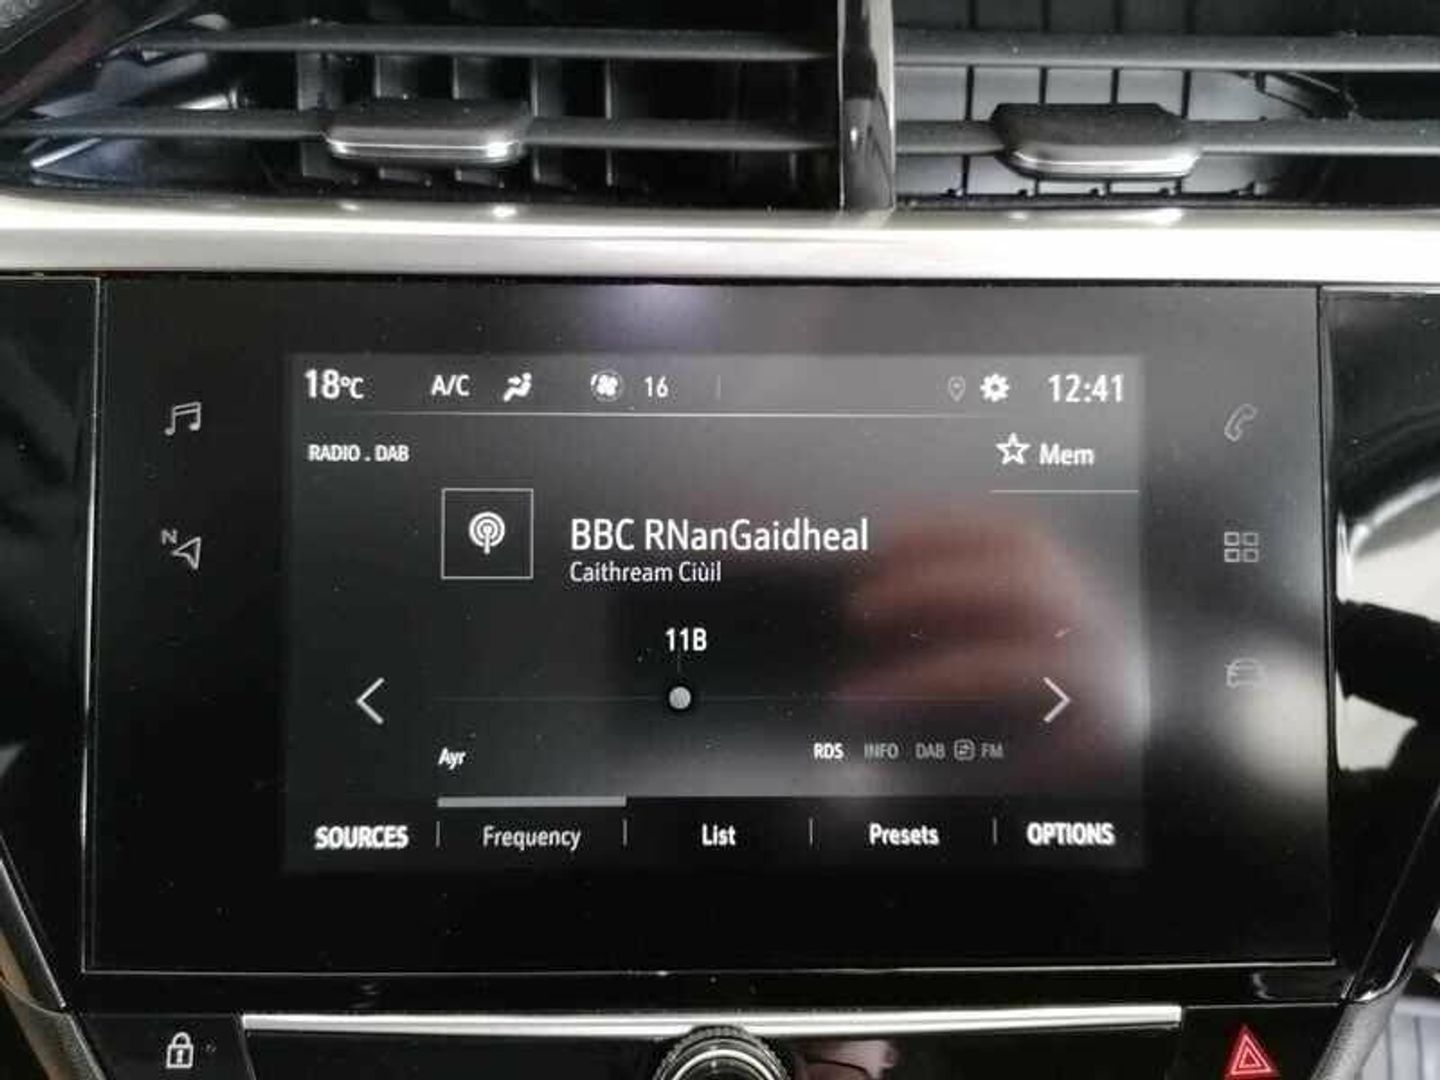 18°C A/C 16 12:41
RADIO . DAB
Mem
BBC RNanGaidheal
Caithream Ciùil
11B
N
Ayr
RDS INFO DAB FM
SOURCES Frequency List Presets OPTIONS